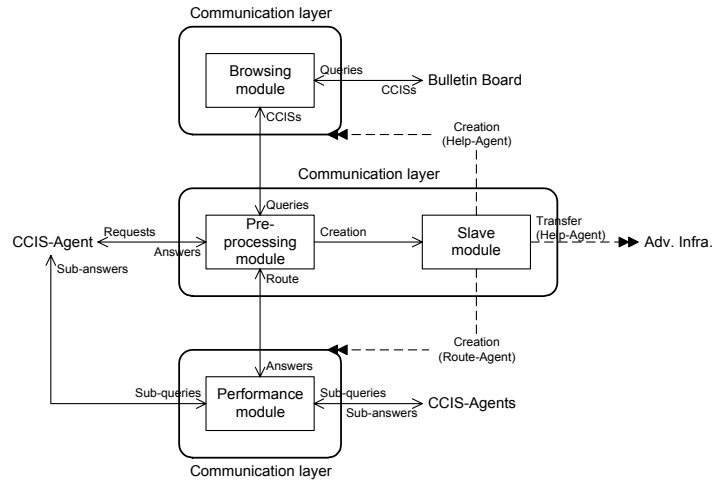 Communication layer
Browsing
module
Queries
CCISs
Bulletin Board
CCISs
Creation
(Help-Agent)
Communication layer
Queries
CCIS-Agent
Requests
Answers
Pre-
processing
module
Creation
Slave
module
Transfer
(Help-Agent)
Adv. Infra.
Sub-answers
Route
Creation
(Route-Agent)
Answers
Sub-queries
Performance
module
Sub-queries
Sub-answers
CCIS-Agents
Communication layer